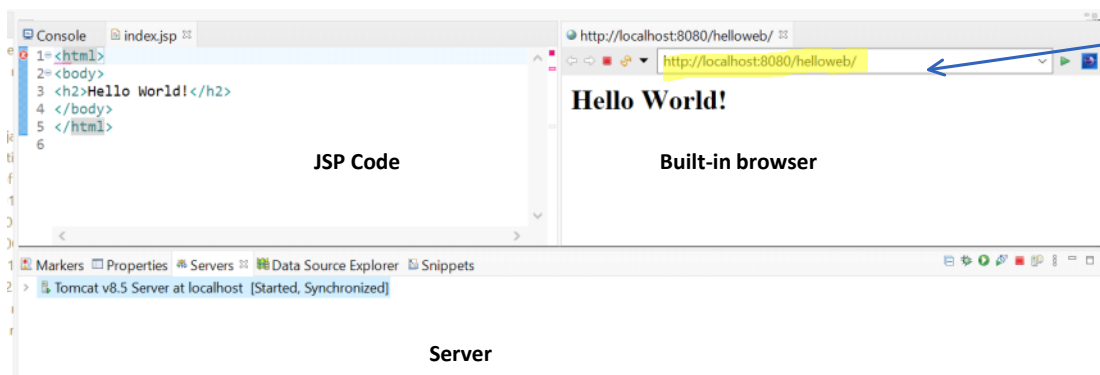 Console index.jsp
1 <html>
2 <body>
3 <h2>Hello World!</h2>
4 </body>
5 </html>
6
JSP Code
http://localhost:8080/helloweb/
http://localhost:8080/helloweb/
Hello World!
Built-in browser
Markers Properties Servers Data Source Explorer Snippets
Tomcat v8.5 Server at localhost [Started, Synchronized]
Server